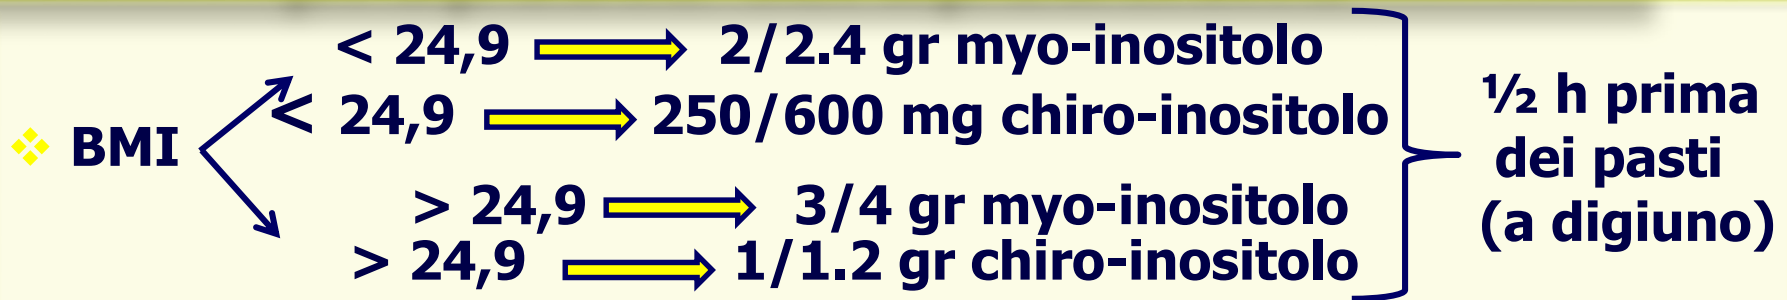 < 24,9 2/2.4 gr myo-inositolo
< 24,9 250/600 mg chiro-inositolo
BMI
> 24,9 3/4 gr myo-inositolo
> 24,9 1/1.2 gr chiro-inositolo
½ h prima
dei pasti
(a digiuno)